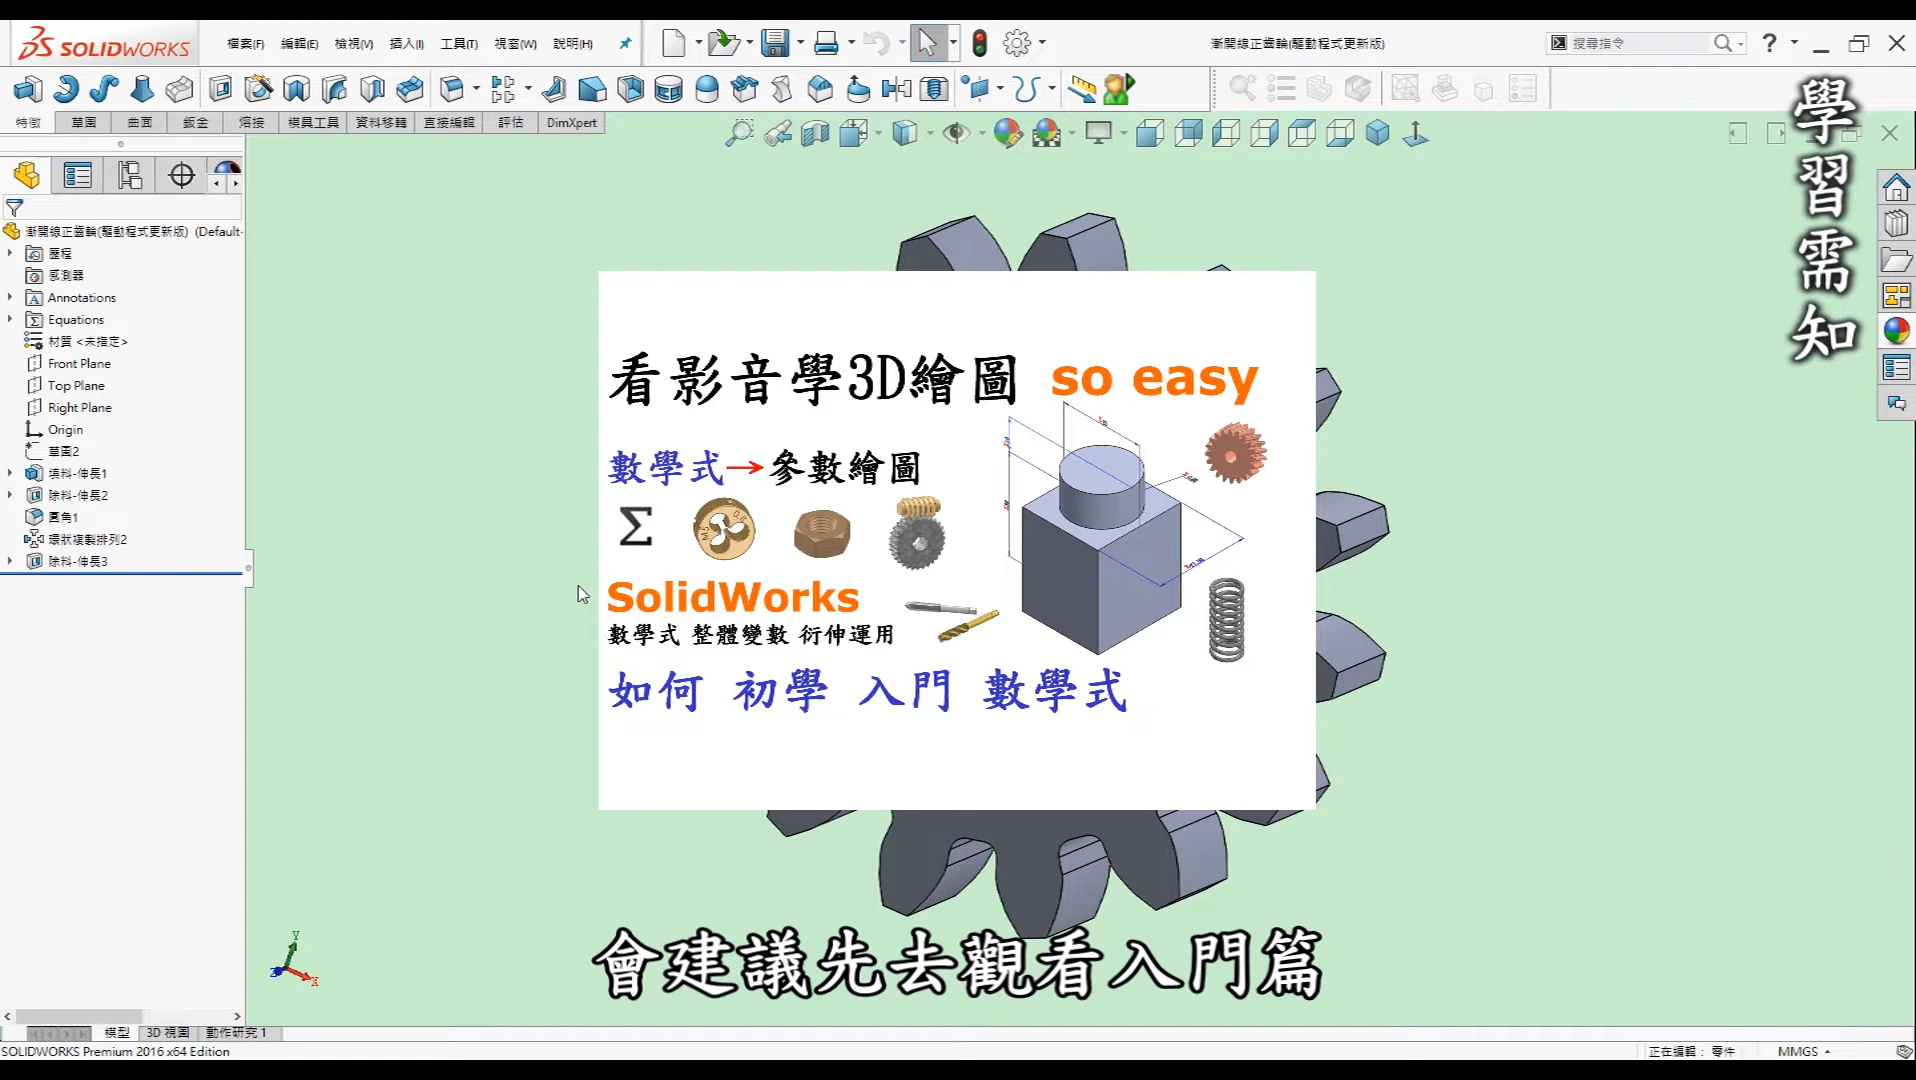 SOLIDWORKS
檔案(F) 編輯(E) 檢視(V) 插入(I) 工具(T) 視窗(W) 說明(H)
漸開線正齒輪(驅動程式更新版)
搜尋指令
特徵 草圖 曲面 鈑金 熔接 模具工具 資料移轉 直接編輯 評估 DimXpert
漸開線正齒輪(驅動程式更新版) (Default-
歷程
感測器
Annotations
Equations
材質 <未指定>
Front Plane
Top Plane
Right Plane
Origin
草圖2
填料-伸長1
除料-伸長2
圓角1
環狀複製排列2
除料-伸長3
學習需知
看影音學3D繪圖 so easy
數學式→參數繪圖
Σ
SolidWorks
數學式 整體變數 衍伸運用
如何 初學 入門 數學式
會建議先去觀看入門篇
Y
Z
X
模型 3D 視圖 動作研究 1
SOLIDWORKS Premium 2016 x64 Edition
正在編輯: 零件
MMGS